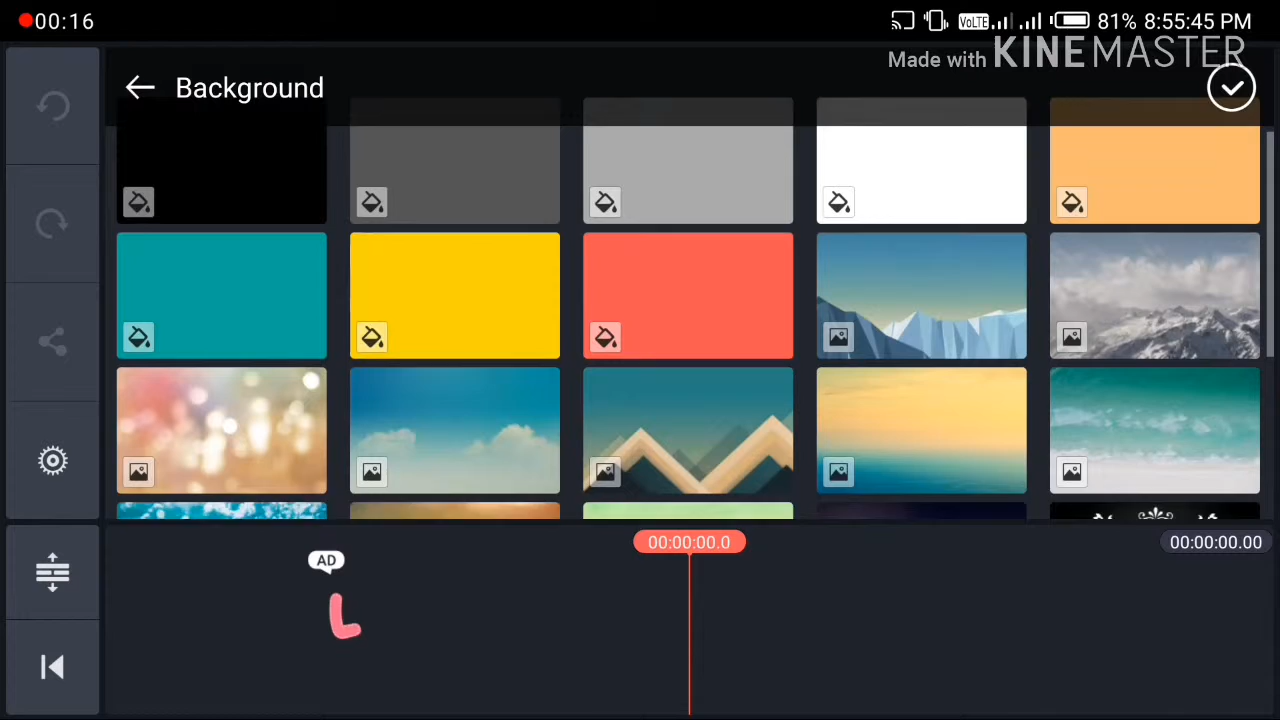 00:16
VoLTE 81% 8:55:45 PM
Made with KINEMASTER
Background
00:00:00.0
00:00:00.00
AD
L